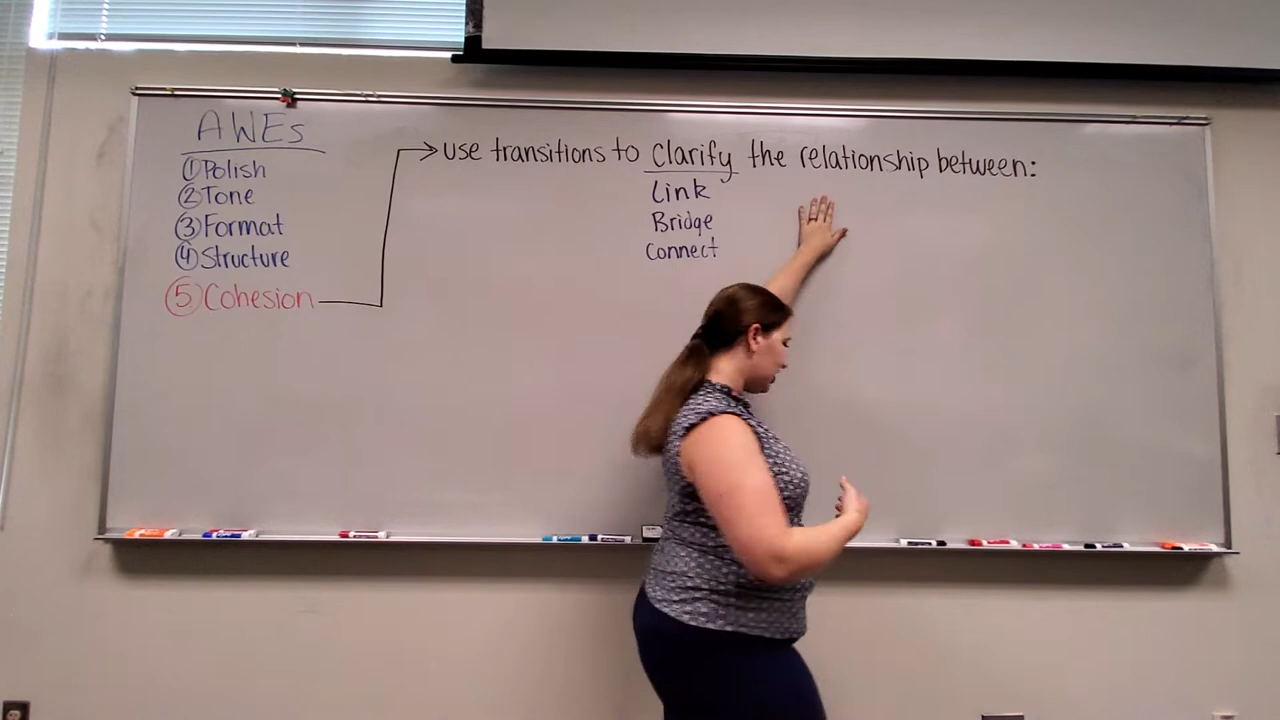 AWEs
①Polish
②Tone
③Format
④Structure
⑤Cohesion
use transitions to clarify the relationship between:
Link
Bridge
Connect